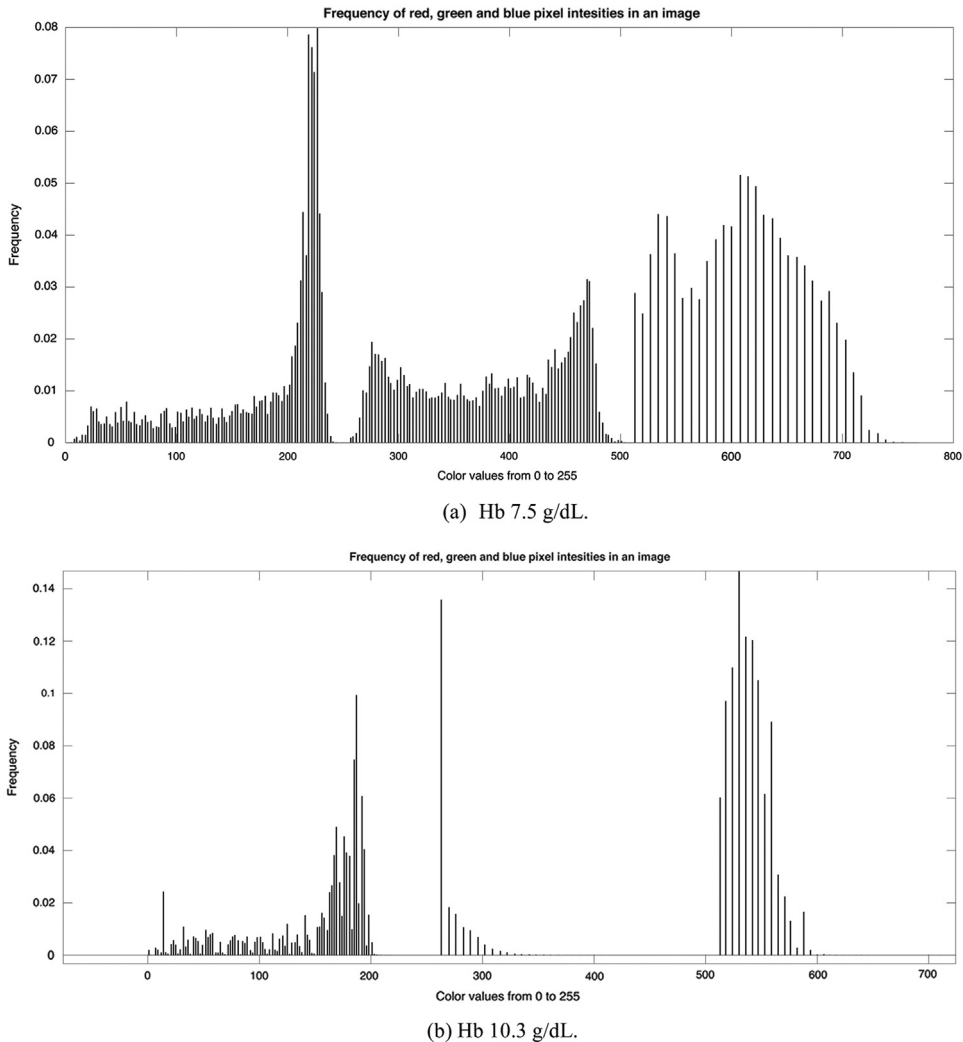 Frequency of red, green and blue pixel intesities in an image
0.08
0.07
0.06
0.05
0.04
0.03
0.02
0.01
0
Frequency
0 100 200 300 400 500 600 700 800
Color values from 0 to 255
(a) Hb 7.5 g/dL.
Frequency of red, green and blue pixel intesities in an image
0.14
0.12
0.1
0.08
0.06
0.04
0.02
0
Frequency
0 100 200 300 400 500 600 700
Color values from 0 to 255
(b) Hb 10.3 g/dL.